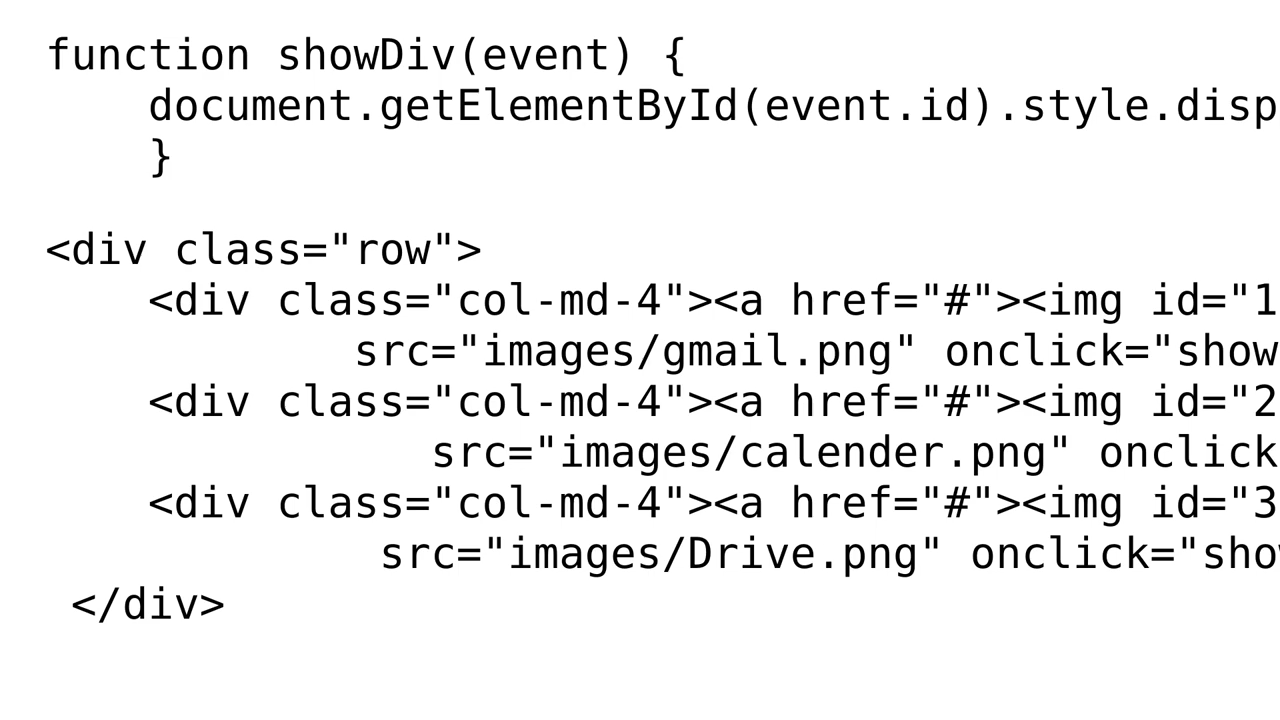 function showDiv(event) {
    document.getElementById(event.id).style.disp
    }

<div class="row">
    <div class="col-md-4"><a href="#"><img id="1
            src="images/gmail.png" onclick="show
    <div class="col-md-4"><a href="#"><img id="2
               src="images/calender.png" onclick
    <div class="col-md-4"><a href="#"><img id="3
             src="images/Drive.png" onclick="show
 </div>